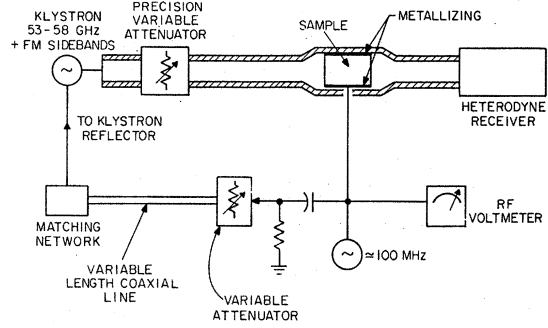 KLYSTRON
53-58 GHz
+ FM SIDEBANDS
PRECISION
VARIABLE
ATTENUATOR
SAMPLE
METALLIZING
HETERODYNE
RECEIVER
TO KLYSTRON
REFLECTOR
MATCHING
NETWORK
VARIABLE
LENGTH COAXIAL
LINE
VARIABLE
ATTENUATOR
≃100 MHz
RF
VOLTMETER